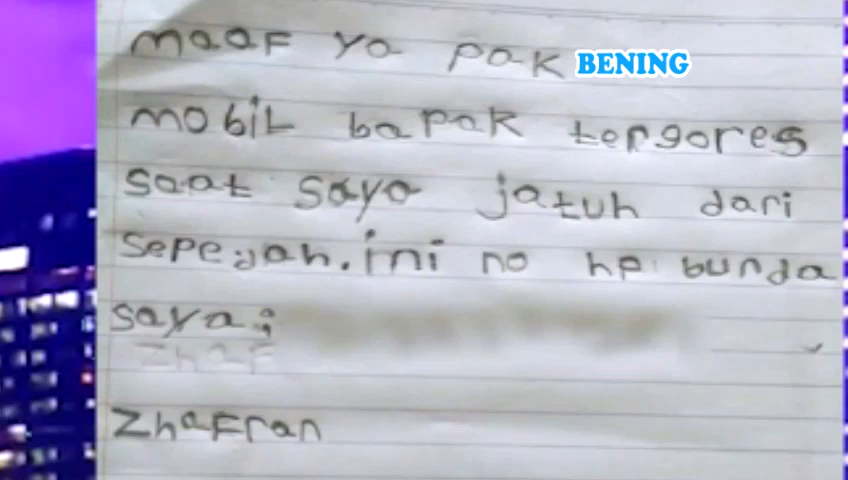 maaf ya pak BENING
mobil bapak tergores
saat saya jatuh dari
sepedah. ini no hp bunda
saya:
Zhaf
Zhafran